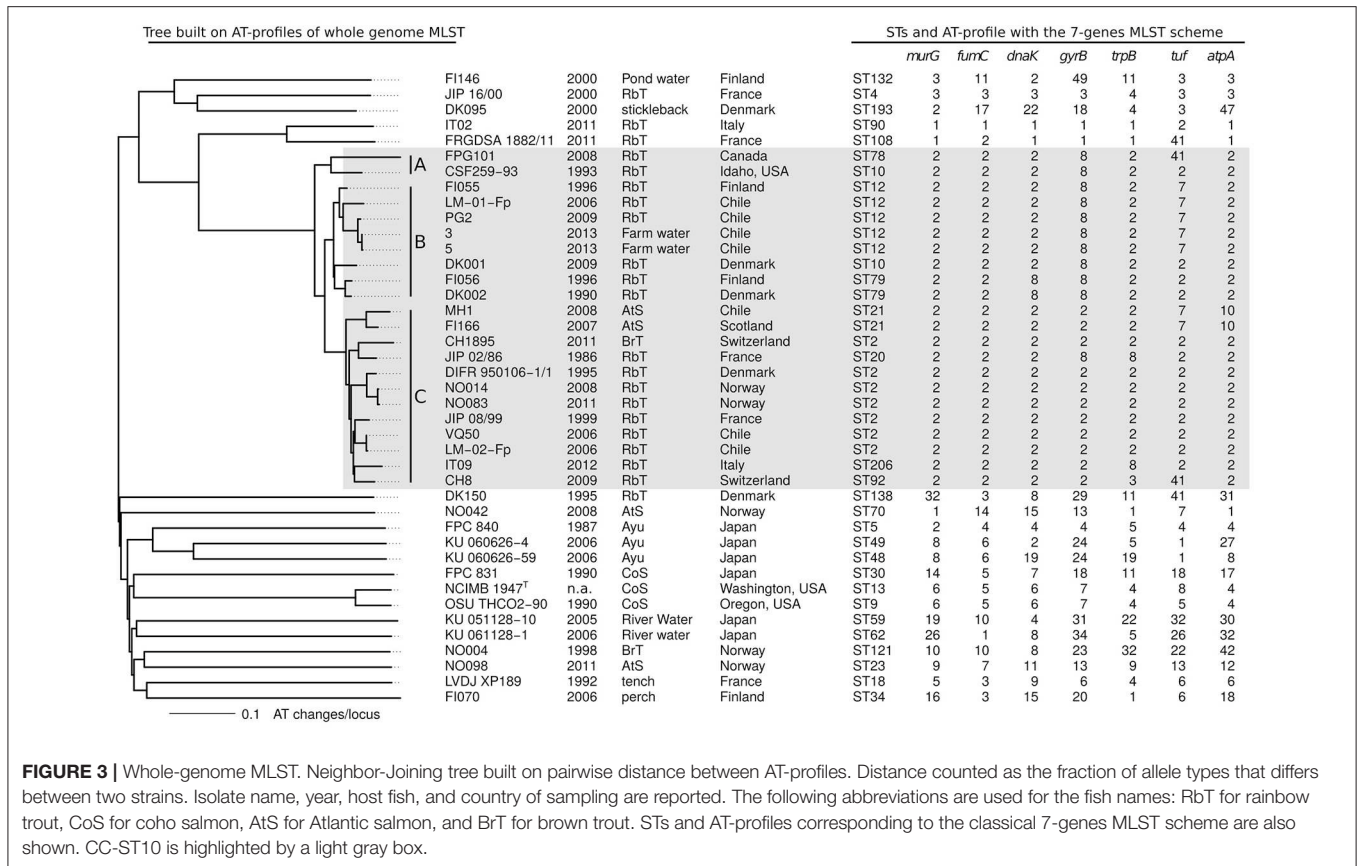 Tree built on AT-profiles of whole genome MLST
STs and AT-profile with the 7-genes MLST scheme
murG fumC dnaK gyrB trpB tuf atpA
FI146 2000 Pond water Finland ST132 3 11 2 49 11 3 3
JIP 16/00 2000 RbT France ST4 3 3 3 3 4 3 3
DK095 2000 stickleback Denmark ST193 2 17 22 18 4 3 47
IT02 2011 RbT Italy ST90 1 1 1 1 1 2 1
FRGDSA 1882/11 2011 RbT France ST108 1 2 1 1 1 41 1
FPG101 2008 RbT Canada ST78 2 2 2 8 2 41 2
A
CSF259-93 1993 RbT Idaho, USA ST10 2 2 2 8 2 2 2
FI055 1996 RbT Finland ST12 2 2 2 8 2 7 2
LM-01-Fp 2006 RbT Chile ST12 2 2 2 8 2 7 2
PG2 2009 RbT Chile ST12 2 2 2 8 2 7 2
3 2013 Farm water Chile ST12 2 2 2 8 2 7 2
B
5 2013 Farm water Chile ST12 2 2 2 8 2 7 2
DK001 2009 RbT Denmark ST10 2 2 2 8 2 2 2
FI056 1996 RbT Finland ST79 2 2 8 8 2 2 2
DK002 1990 RbT Denmark ST79 2 2 8 8 2 2 2
MH1 2008 AtS Chile ST21 2 2 2 2 2 7 10
FI166 2007 AtS Scotland ST21 2 2 2 2 2 7 10
CH1895 2011 BrT Switzerland ST2 2 2 2 2 2 2 2
JIP 02/86 1986 RbT France ST20 2 2 2 8 8 2 2
DIFR 950106-1/1 1995 RbT Denmark ST2 2 2 2 2 2 2 2
NO014 2008 RbT Norway ST2 2 2 2 2 2 2 2
C
NO083 2011 RbT Norway ST2 2 2 2 2 2 2 2
JIP 08/99 1999 RbT France ST2 2 2 2 2 2 2 2
VQ50 2006 RbT Chile ST2 2 2 2 2 2 2 2
LM-02-Fp 2006 RbT Chile ST2 2 2 2 2 2 2 2
IT09 2012 RbT Italy ST206 2 2 2 2 8 2 2
CH8 2009 RbT Switzerland ST92 2 2 2 2 3 41 2
DK150 1995 RbT Denmark ST138 32 3 8 29 11 41 31
NO042 2008 AtS Norway ST70 1 14 15 13 1 7 1
FPC 840 1987 Ayu Japan ST5 2 4 4 4 5 4 4
KU 060626-4 2006 Ayu Japan ST49 8 6 2 24 5 1 27
KU 060626-59 2006 Ayu Japan ST48 8 6 19 24 19 1 8
FPC 831 1990 CoS Japan ST30 14 5 7 18 11 18 17
NCIMB 1947T n.a. CoS Washington, USA ST13 6 5 6 7 4 8 4
OSU THCO2-90 1990 CoS Oregon, USA ST9 6 5 6 7 4 5 4
KU 051128-10 2005 River Water Japan ST59 19 10 4 31 22 32 30
KU 061128-1 2006 River water Japan ST62 26 1 8 34 5 26 32
NO004 1998 BrT Norway ST121 10 10 8 23 32 22 42
NO098 2011 AtS Norway ST23 9 7 11 13 9 13 12
LVDJ XP189 1992 tench France ST18 5 3 9 6 4 6 6
FI070 2006 perch Finland ST34 16 3 15 20 1 6 18
0.1 AT changes/locus
FIGURE 3 | Whole-genome MLST. Neighbor-Joining tree built on pairwise distance between AT-profiles. Distance counted as the fraction of allele types that differs
between two strains. Isolate name, year, host fish, and country of sampling are reported. The following abbreviations are used for the fish names: RbT for rainbow
trout, CoS for coho salmon, AtS for Atlantic salmon, and BrT for brown trout. STs and AT-profiles corresponding to the classical 7-genes MLST scheme are also
shown. CC-ST10 is highlighted by a light gray box.